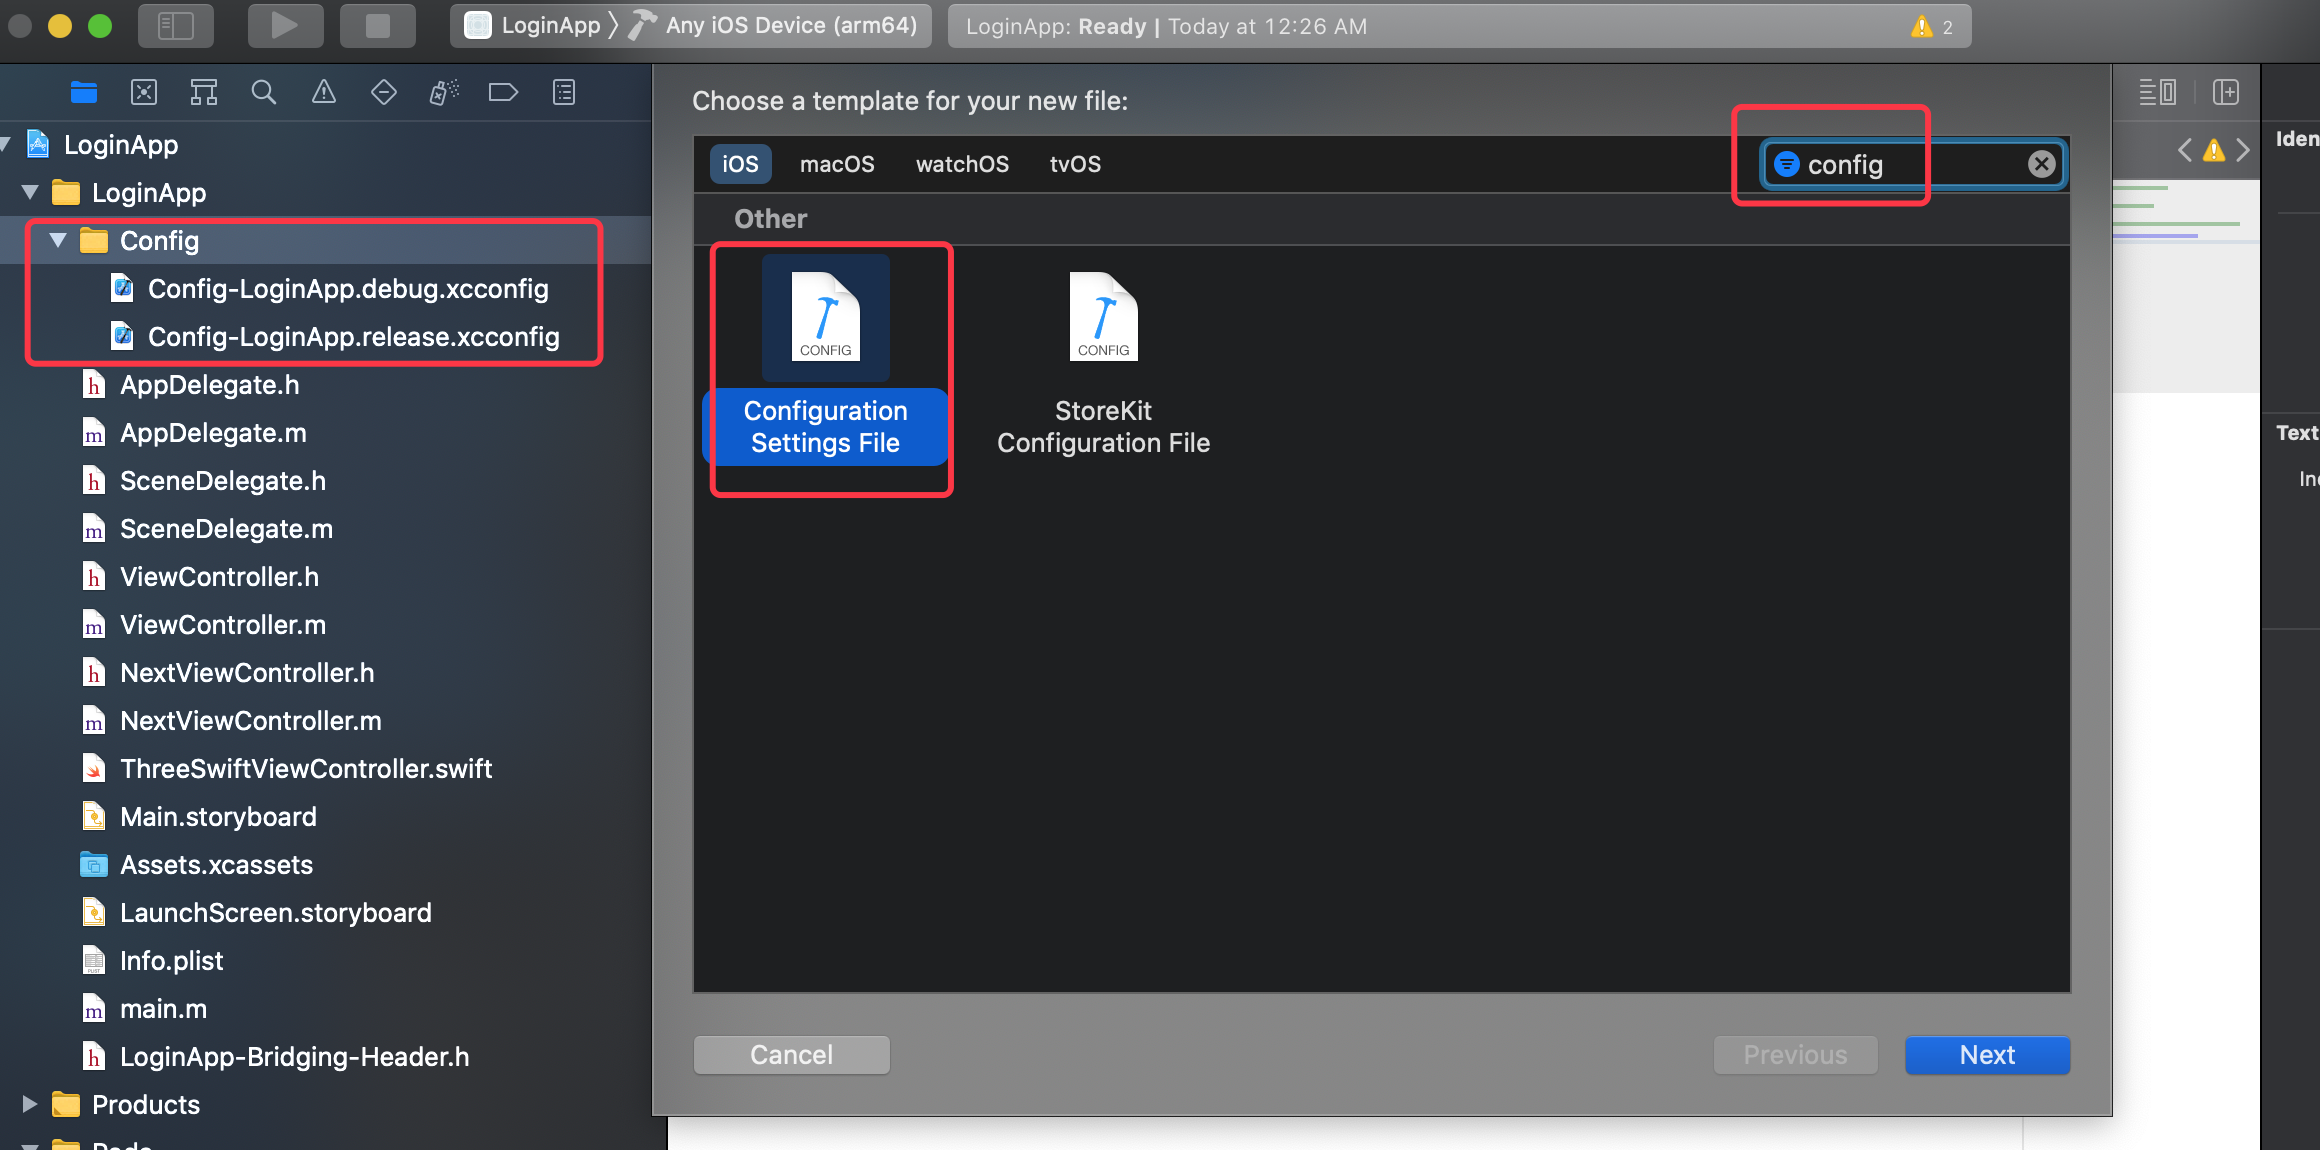 LoginApp
Any iOS Device (arm64)
LoginApp: Ready | Today at 12:26 AM
2
LoginApp
LoginApp
Config
Config-LoginApp.debug.xcconfig
Config-LoginApp.release.xcconfig
AppDelegate.h
AppDelegate.m
SceneDelegate.h
SceneDelegate.m
ViewController.h
ViewController.m
NextViewController.h
NextViewController.m
ThreeSwiftViewController.swift
Main.storyboard
Assets.xcassets
LaunchScreen.storyboard
Info.plist
main.m
LoginApp-Bridging-Header.h
Products
Choose a template for your new file:
iOS
macOS
watchOS
tvOS
config
Other
CONFIG
Configuration
Settings File
CONFIG
StoreKit
Configuration File
Cancel
Previous
Next
Iden
Text